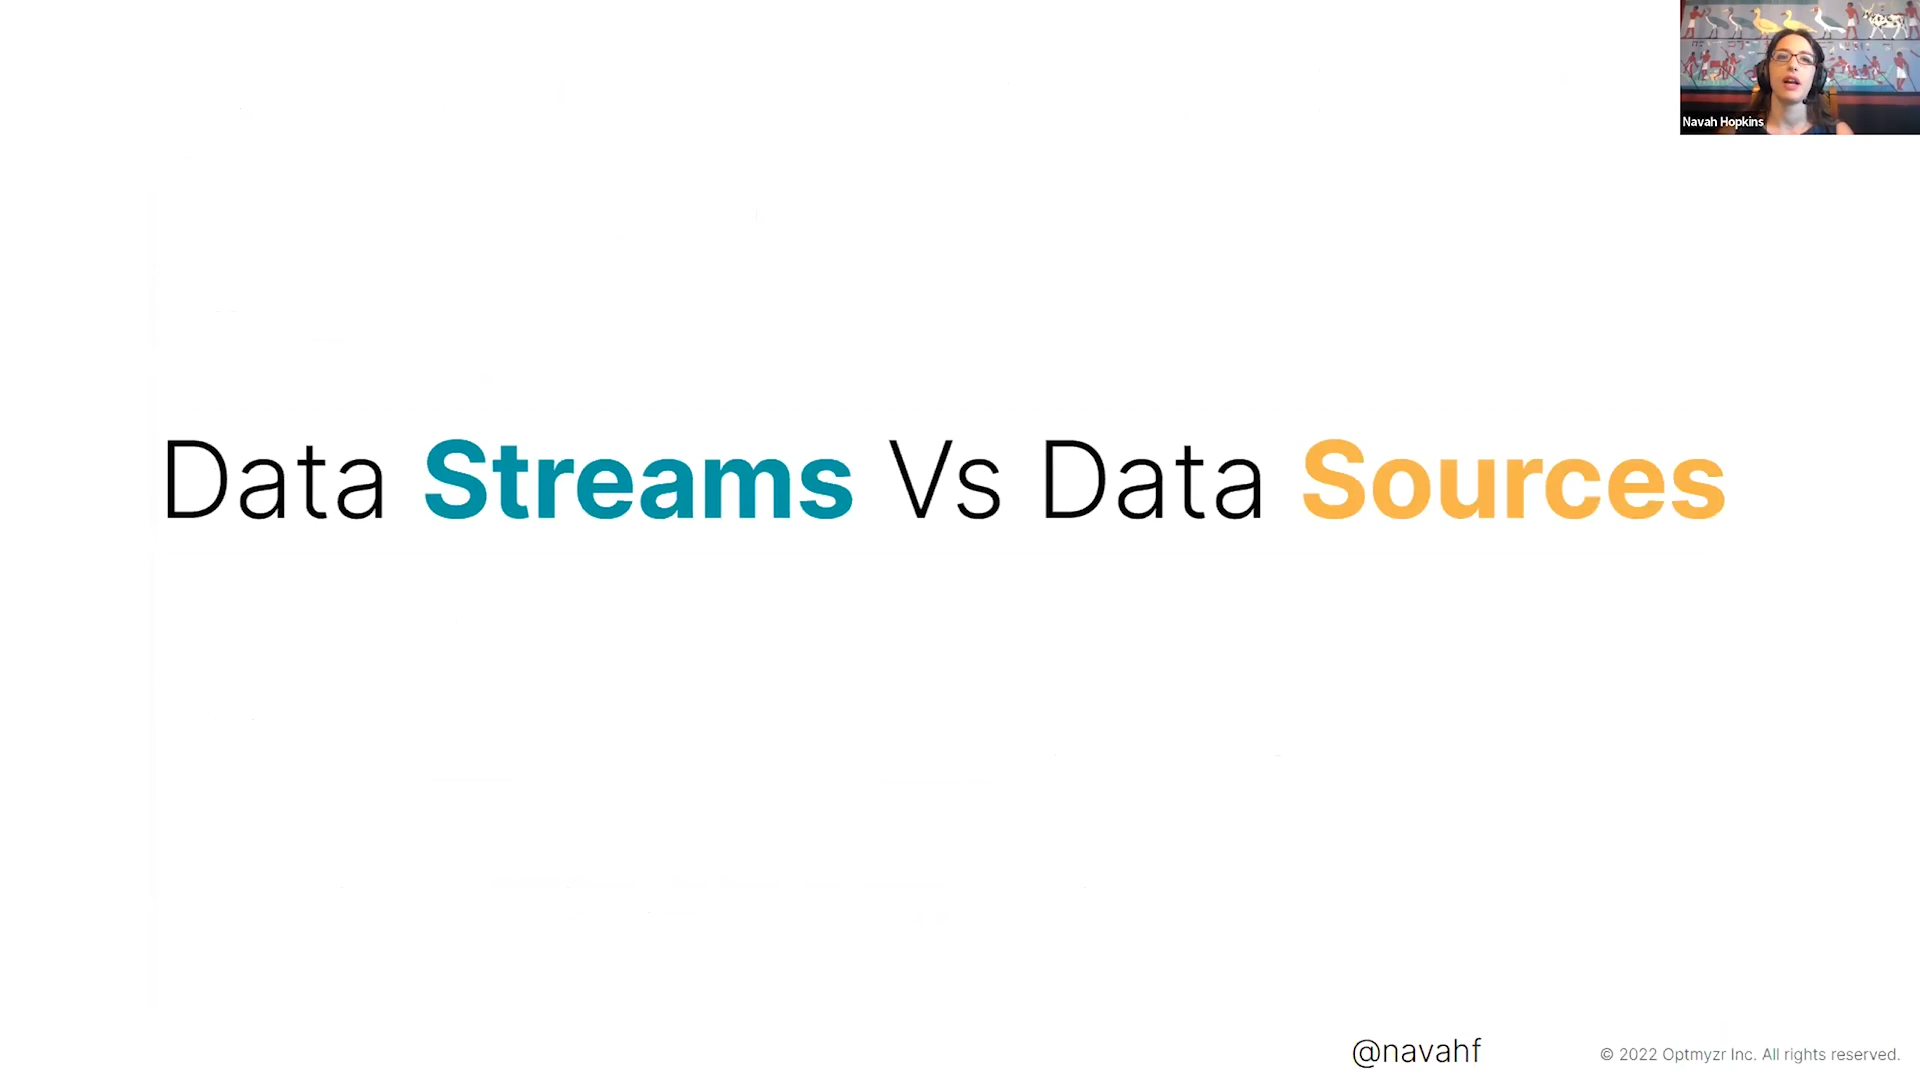 Navah Hopkins
Data Streams Vs Data Sources
@navahf
© 2022 Optmyzr Inc. All rights reserved.